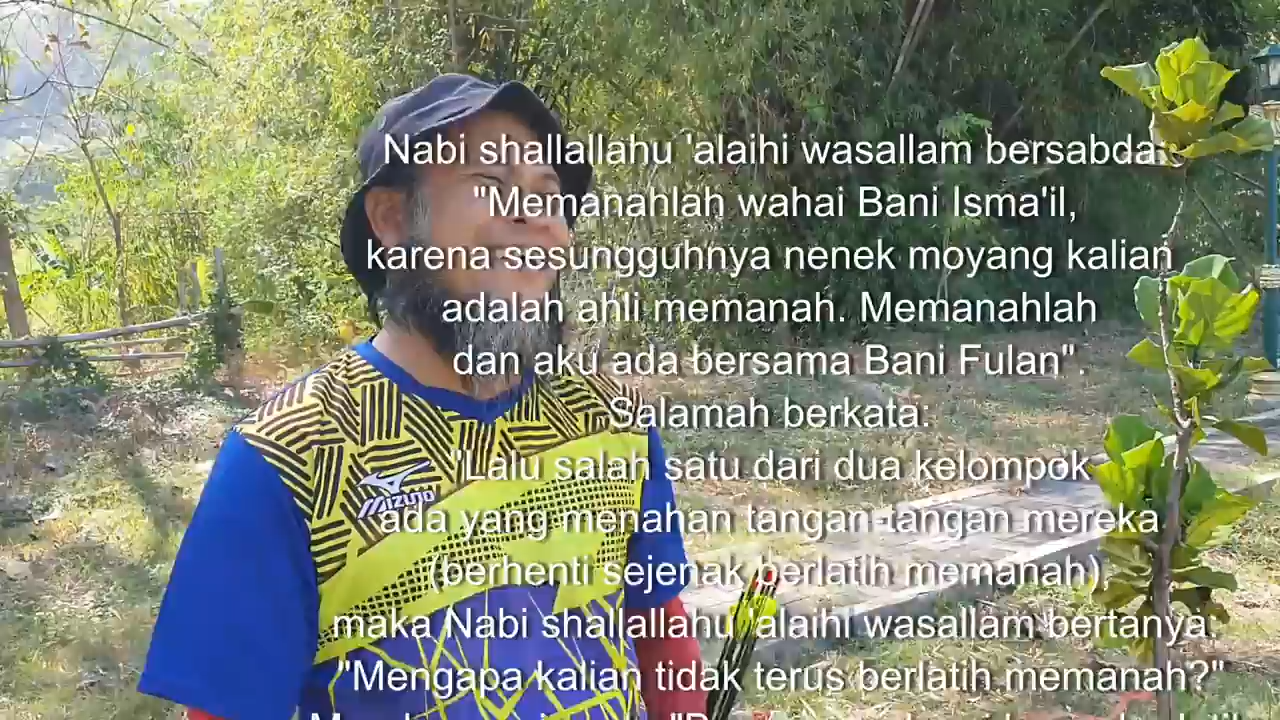 Nabi shallallahu 'alaihi wasallam bersabda:
"Memanahlah wahai Bani Isma'il,
karena sesungguhnya nenek moyang kalian
adalah ahli memanah. Memanahlah
dan aku ada bersama Bani Fulan".
Salamah berkata:
"Lalu salah satu dari dua kelompok
ada yang menahan tangan-tangan mereka
(berhenti sejenak berlatih memanah),
maka Nabi shallallahu 'alaihi wasallam bertanya:
"Mengapa kalian tidak terus berlatih memanah?"
MIZUNO